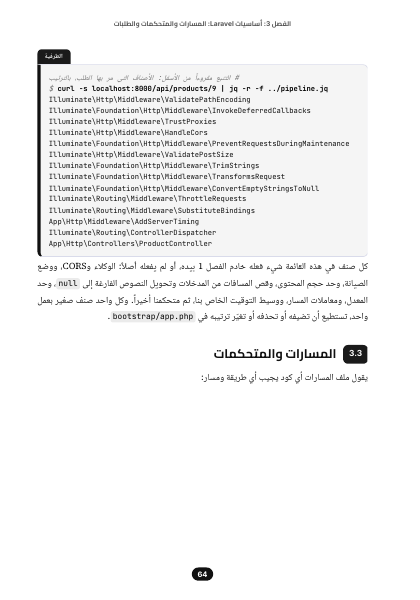 الفصل 3: أساسيات Laravel: المسارات والمتحكمات والطلبات
الطرفية
# التتبع مقروءاً من الأسفل: الأصناف التي مر بها الطلب، بالترتيب
$ curl -s localhost:8000/api/products/9 | jq -r -f ../pipeline.jq
Illuminate\Http\Middleware\ValidatePathEncoding
Illuminate\Foundation\Http\Middleware\InvokeDeferredCallbacks
Illuminate\Http\Middleware\TrustProxies
Illuminate\Http\Middleware\HandleCors
Illuminate\Foundation\Http\Middleware\PreventRequestsDuringMaintenance
Illuminate\Http\Middleware\ValidatePostSize
Illuminate\Foundation\Http\Middleware\TrimStrings
Illuminate\Foundation\Http\Middleware\TransformsRequest
Illuminate\Foundation\Http\Middleware\ConvertEmptyStringsToNull
Illuminate\Routing\Middleware\ThrottleRequests
Illuminate\Routing\Middleware\SubstituteBindings
App\Http\Middleware\AddServerTiming
Illuminate\Routing\ControllerDispatcher
App\Http\Controllers\ProductController
كل صنف في هذه القائمة شيء فعله خادم الفصل 1 بيده، أو لم يفعله أصلاً: الوكلاء وCORS، ووضع
الصيانة، وحد حجم المحتوى، وقص المسافات من المدخلات وتحويل النصوص الفارغة إلى null، وحد
المعدل، ومعاملات المسار، ووسيط التوقيت الخاص بنا، ثم متحكمنا أخيراً. وكل واحد صنف صغير بعمل
واحد، تستطيع أن تضيفه أو تحذفه أو تغيّر ترتيبه في bootstrap/app.php.
3.3 المسارات والمتحكمات
يقول ملف المسارات أي كود يجيب أي طريقة ومسار:
64